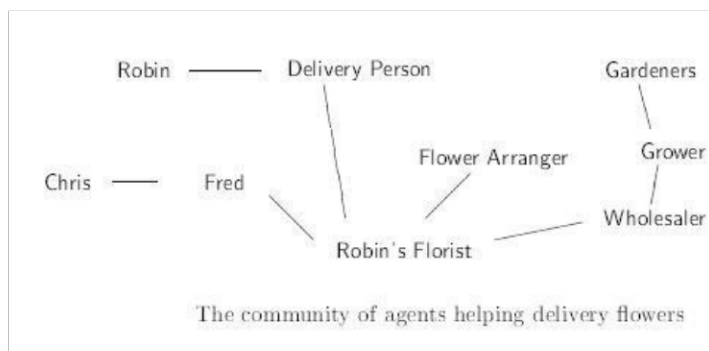 Robin
Delivery Person
Gardeners
Flower Arranger
Grower
Chris
Fred
Wholesaler
Robin's Florist
The community of agents helping delivery flowers